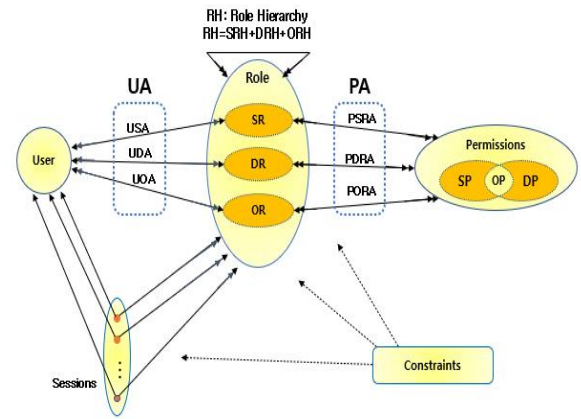 RH: Role Hierarchy
RH=SRH+DRH+ORH
UA
Role
PA
USA
SR
PSRA
User
UDA
DR
PDRA
Permissions
SP
OP
DP
UOA
OR
PORA
Sessions
Constraints